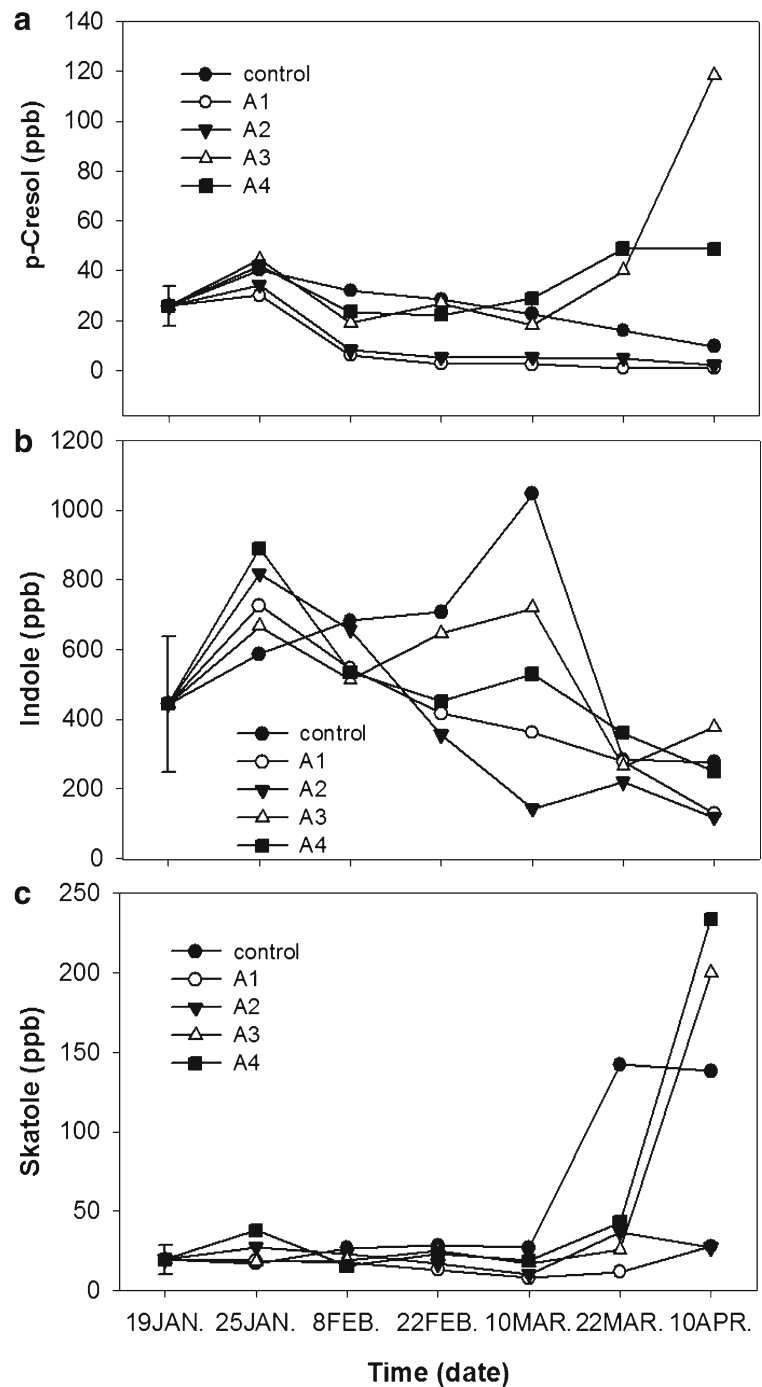 a
p-Cresol (ppb)
140
120
100
80
60
40
20
0
control
A1
A2
A3
A4
b
Indole (ppb)
1200
1000
800
600
400
200
0
control
A1
A2
A3
A4
c
Skatole (ppb)
250
200
150
100
50
0
control
A1
A2
A3
A4
19JAN. 25JAN. 8FEB. 22FEB. 10MAR. 22MAR. 10APR.
Time (date)